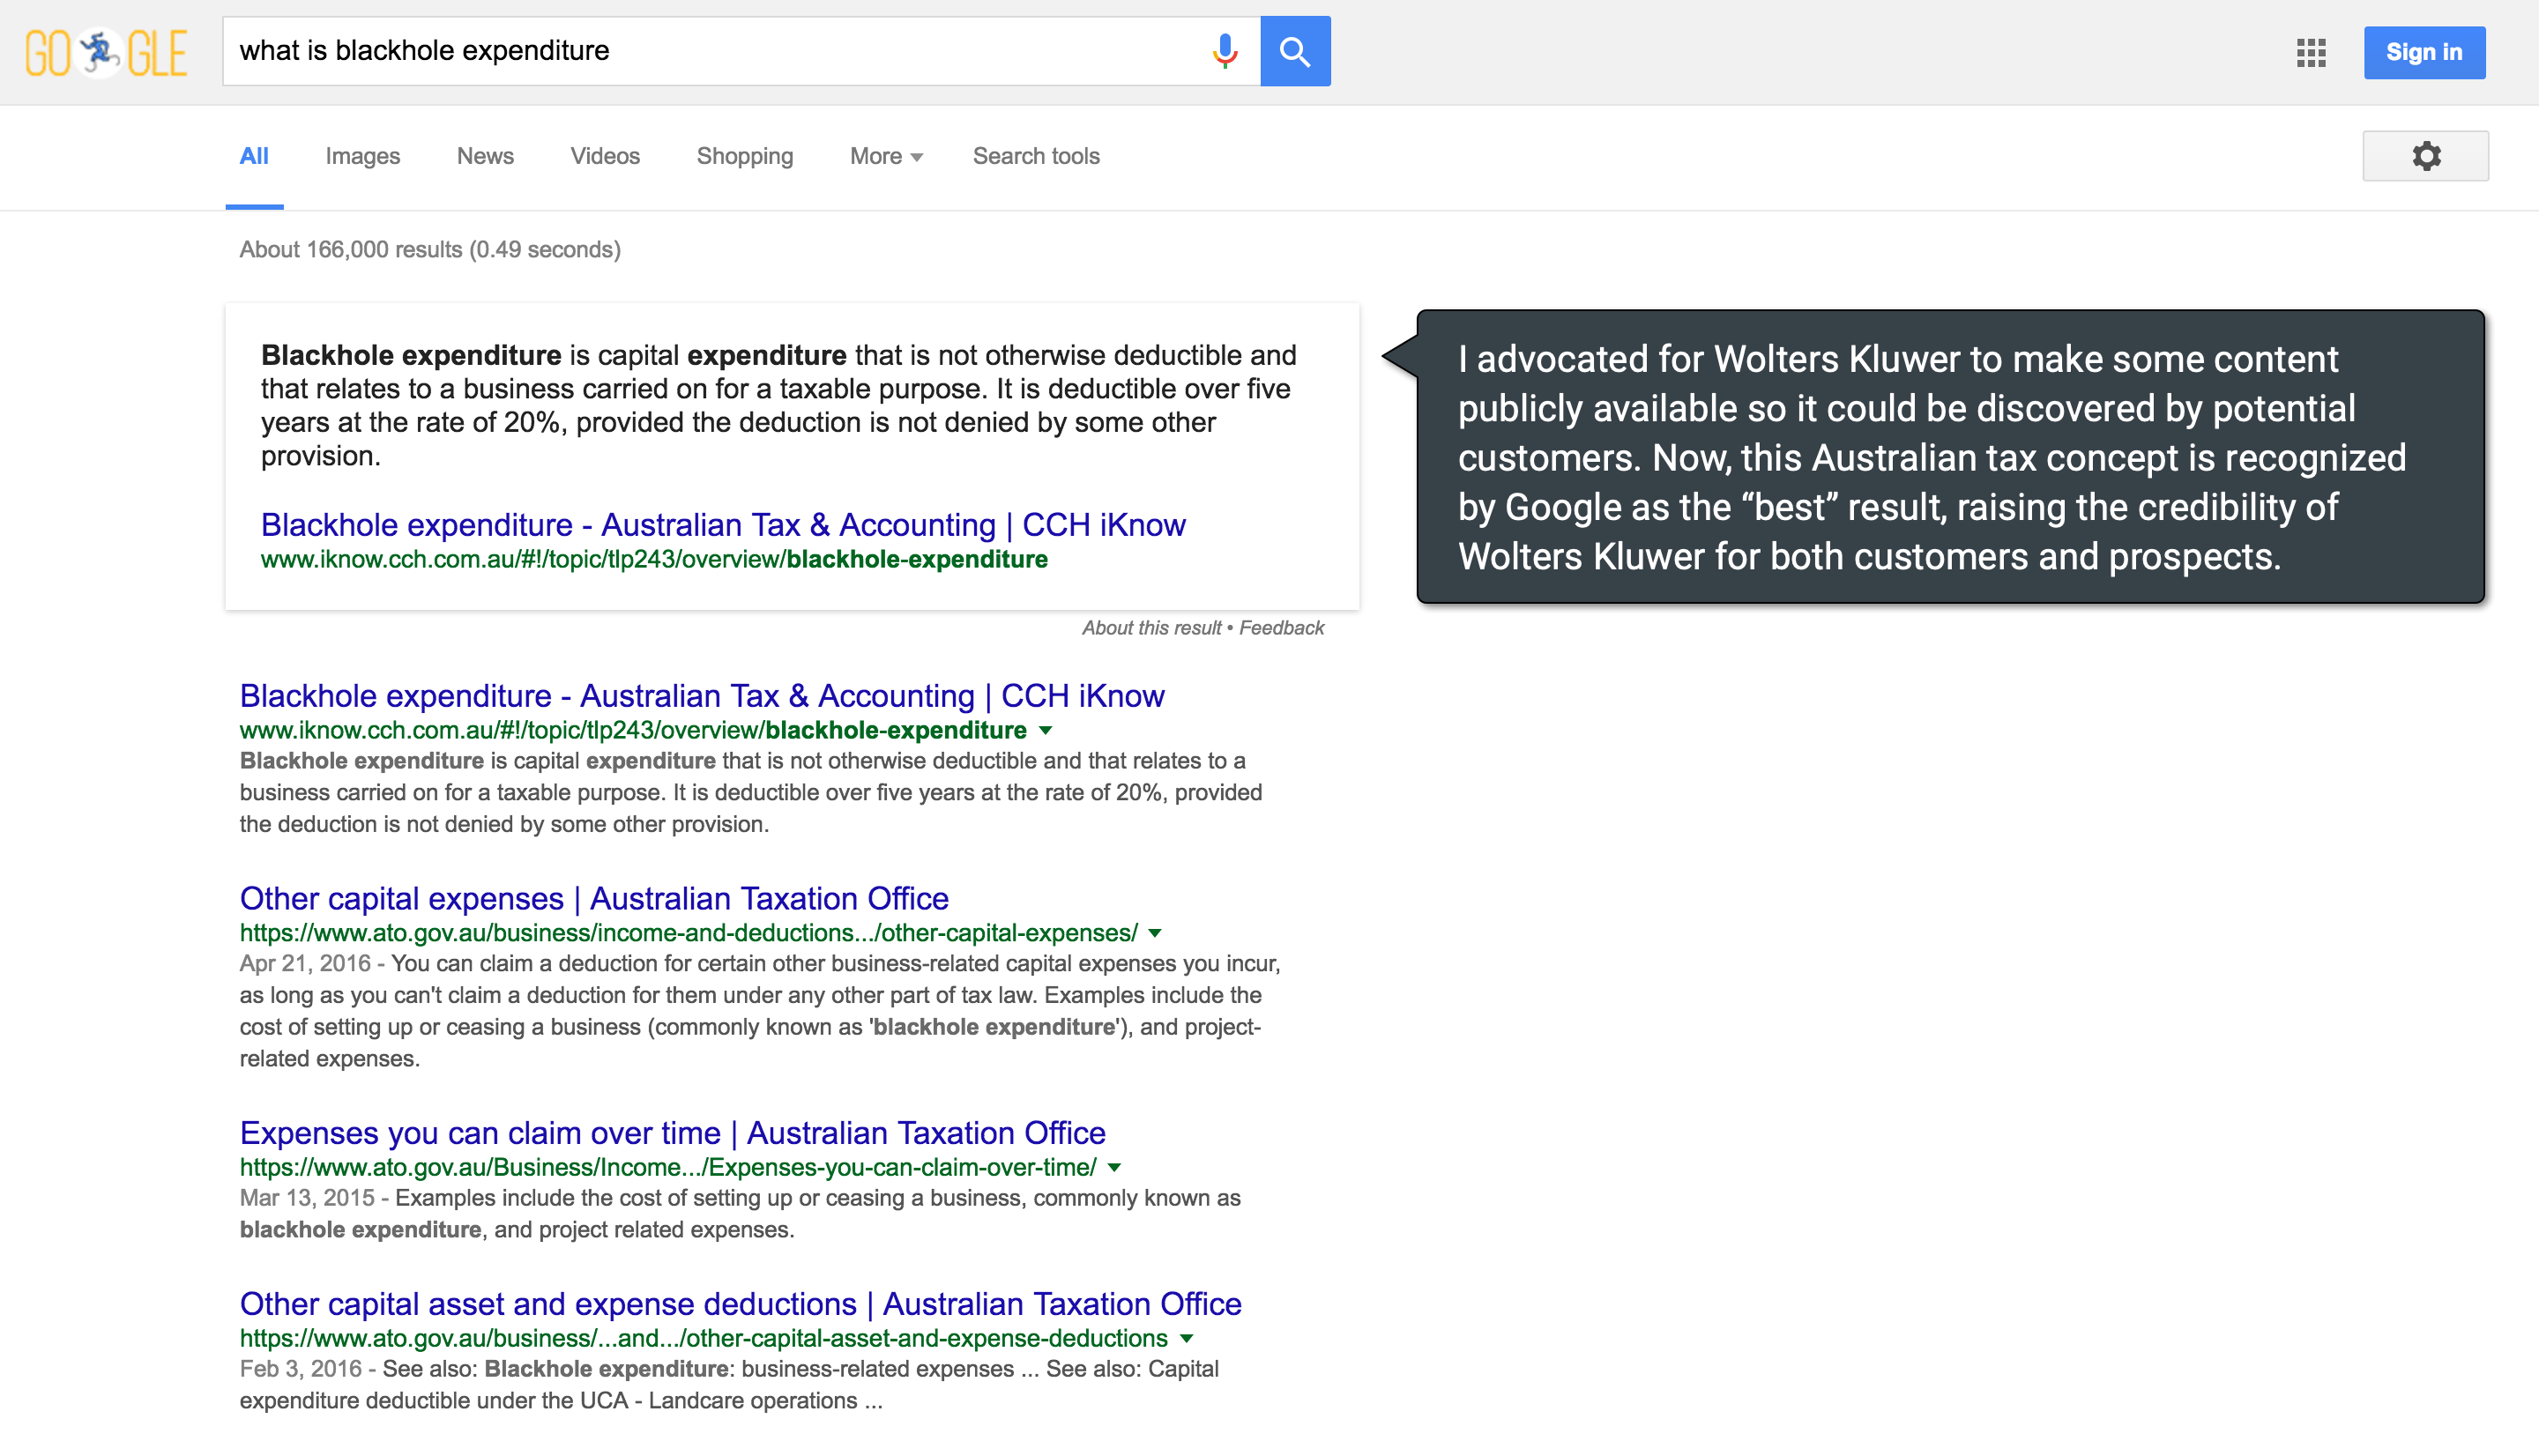 GO GLE
what is blackhole expenditure
Sign in
All Images News Videos Shopping More Search tools
About 166,000 results (0.49 seconds)
Blackhole expenditure is capital expenditure that is not otherwise deductible and
that relates to a business carried on for a taxable purpose. It is deductible over five
years at the rate of 20%, provided the deduction is not denied by some other
provision.
Blackhole expenditure - Australian Tax & Accounting | CCH iKnow
www.iknow.cch.com.au/#!/topic/tlp243/overview/blackhole-expenditure
About this result • Feedback
I advocated for Wolters Kluwer to make some content
publicly available so it could be discovered by potential
customers. Now, this Australian tax concept is recognized
by Google as the “best” result, raising the credibility of
Wolters Kluwer for both customers and prospects.
Blackhole expenditure - Australian Tax & Accounting | CCH iKnow
www.iknow.cch.com.au/#!/topic/tlp243/overview/blackhole-expenditure
Blackhole expenditure is capital expenditure that is not otherwise deductible and that relates to a
business carried on for a taxable purpose. It is deductible over five years at the rate of 20%, provided
the deduction is not denied by some other provision.
Other capital expenses | Australian Taxation Office
https://www.ato.gov.au/business/income-and-deductions.../other-capital-expenses/
Apr 21, 2016 - You can claim a deduction for certain other business-related capital expenses you incur,
as long as you can't claim a deduction for them under any other part of tax law. Examples include the
cost of setting up or ceasing a business (commonly known as 'blackhole expenditure'), and project-
related expenses.
Expenses you can claim over time | Australian Taxation Office
https://www.ato.gov.au/Business/Income.../Expenses-you-can-claim-over-time/
Mar 13, 2015 - Examples include the cost of setting up or ceasing a business, commonly known as
blackhole expenditure, and project related expenses.
Other capital asset and expense deductions | Australian Taxation Office
https://www.ato.gov.au/business/...and.../other-capital-asset-and-expense-deductions
Feb 3, 2016 - See also: Blackhole expenditure: business-related expenses ... See also: Capital
expenditure deductible under the UCA - Landcare operations ...